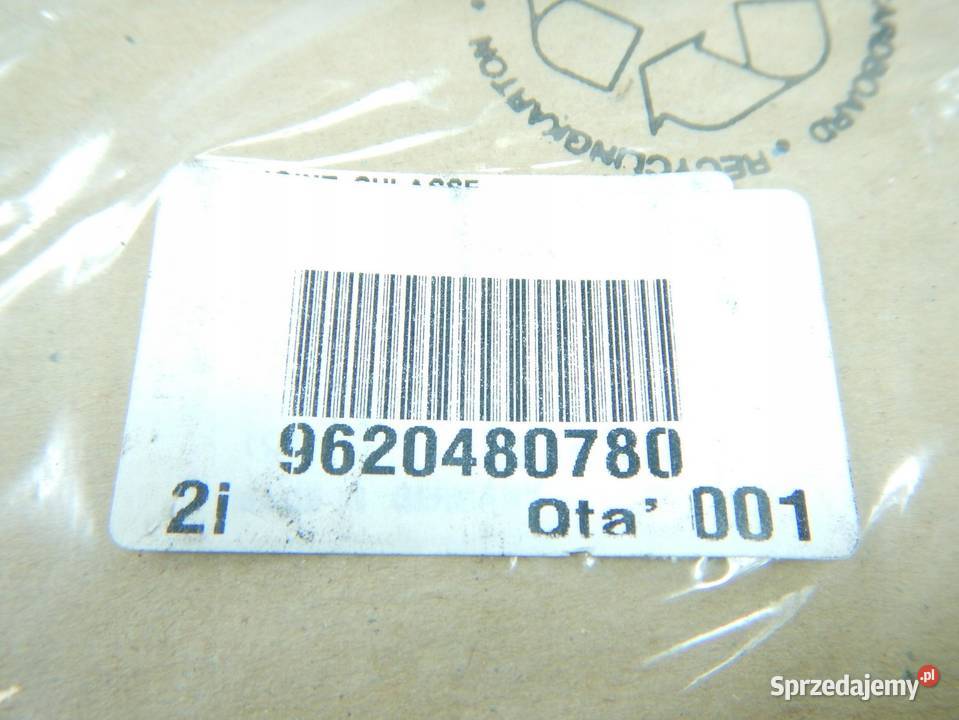 CARDBOARD • RECYCLINGKARTON •
9620480780
2i Qta' 001
Sprzedajemy.pl